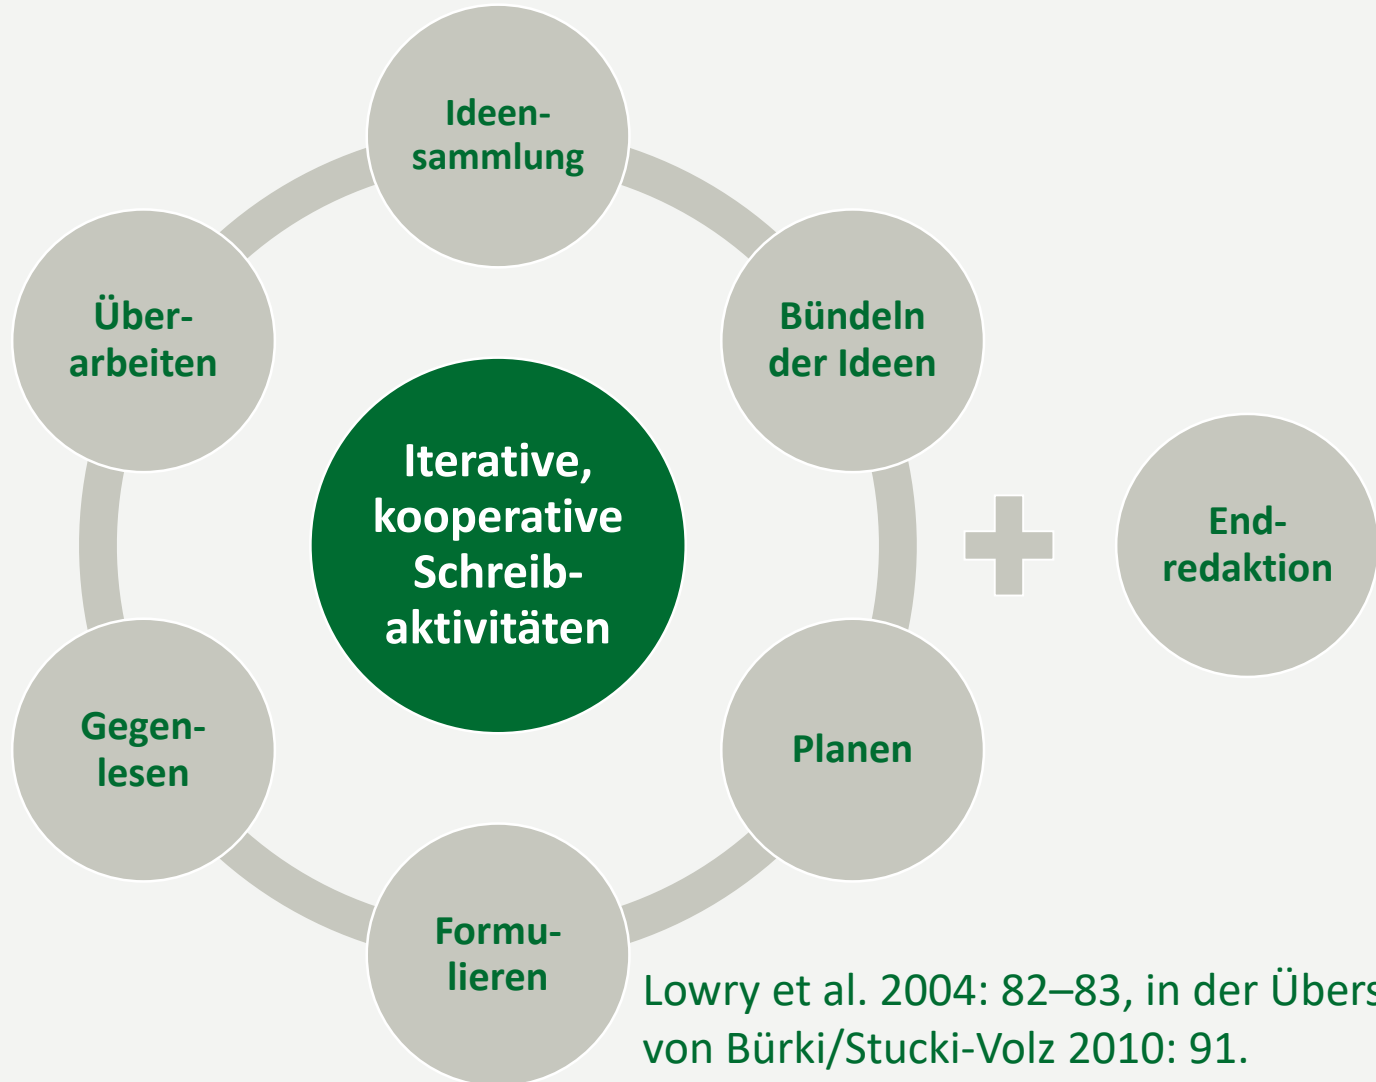 Ideen-
sammlung
Über-
arbeiten
Bündeln
der Ideen
Iterative,
kooperative
Schreib-
aktivitäten
End-
redaktion
Gegen-
lesen
Planen
Formu-
lieren
Lowry et al. 2004: 82–83, in der Übers
von Bürki/Stucki-Volz 2010: 91.